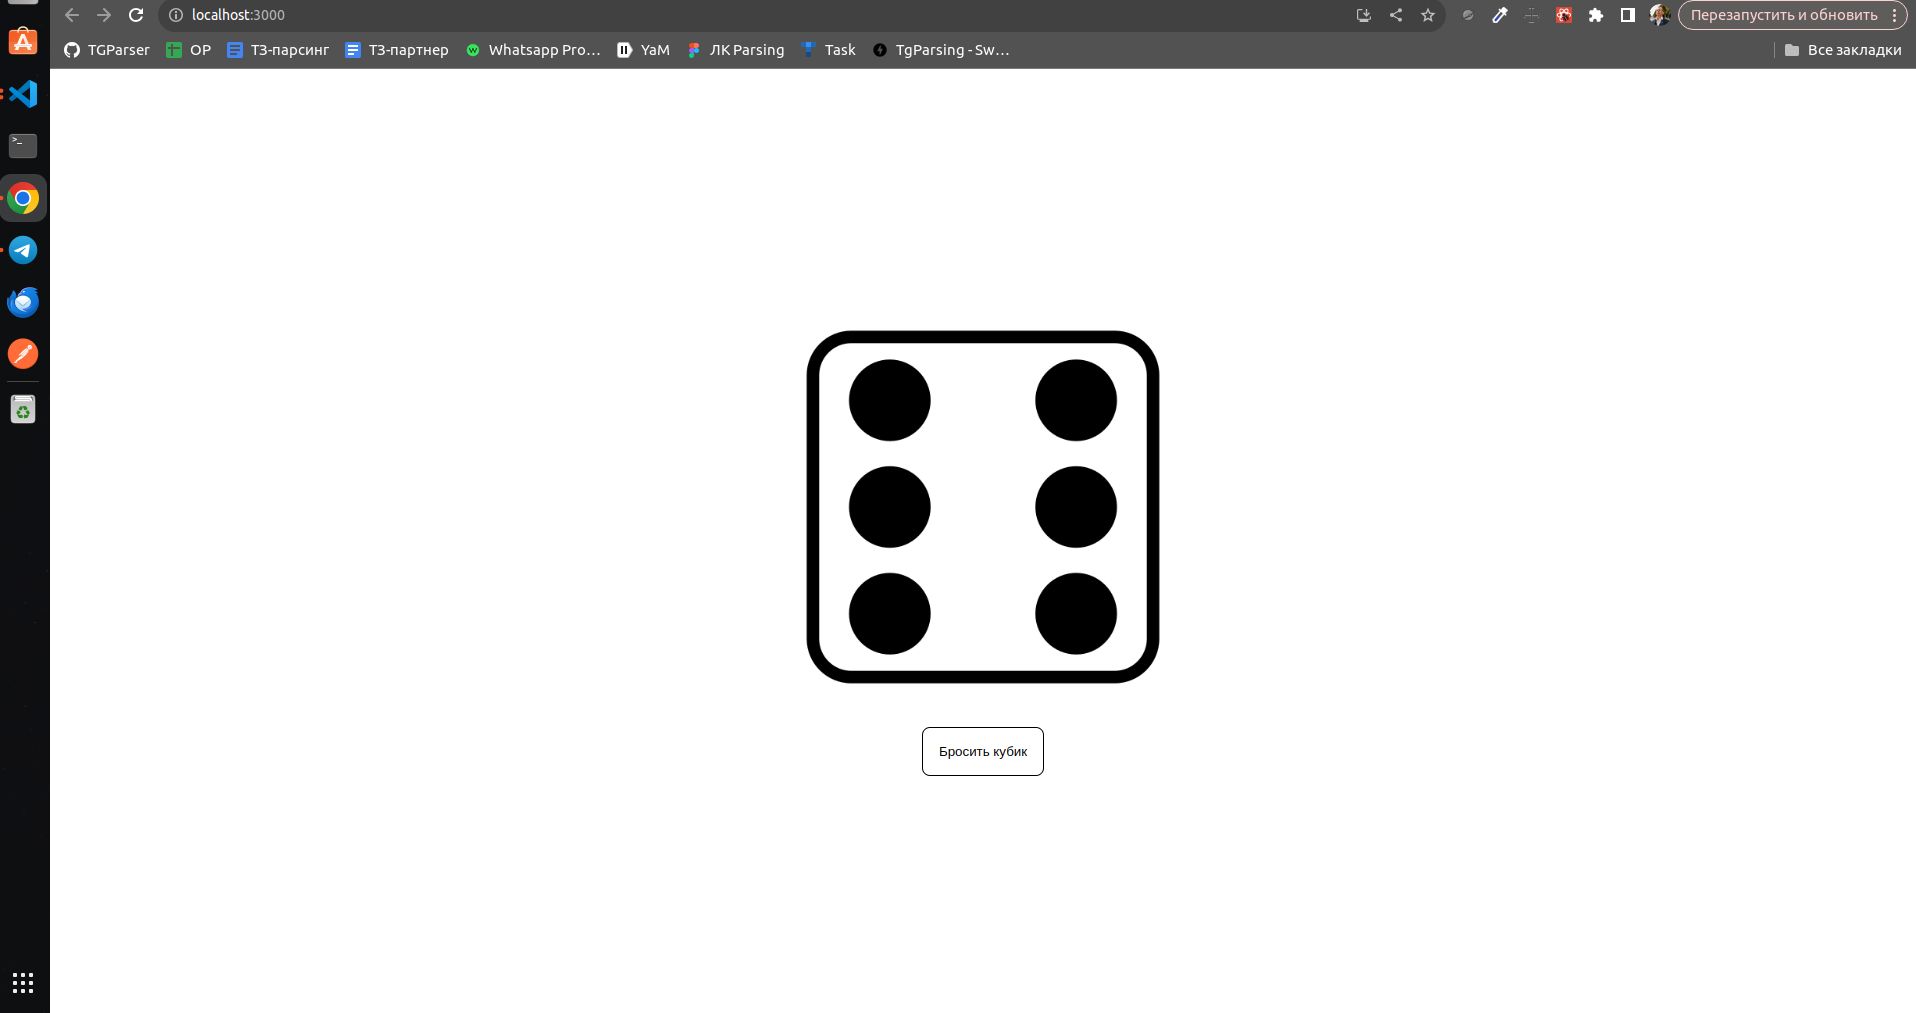 localhost:3000
Перезапустить и обновить
TGParser OP ТЗ-парсинг ТЗ-партнер Whatsapp Pro... YaM ЛК Parsing Task TgParsing - Sw... Все закладки
Бросить кубик